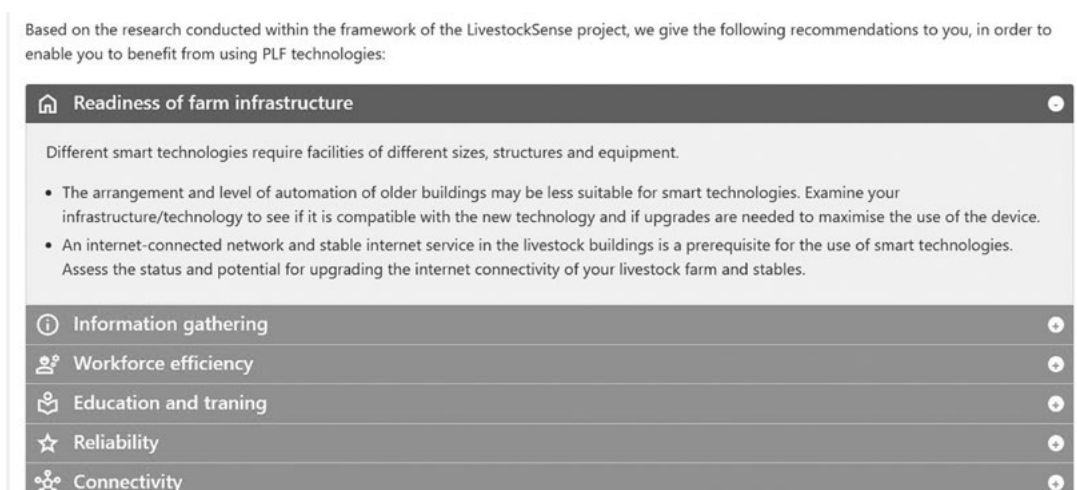 Based on the research conducted within the framework of the LivestockSense project, we give the following recommendations to you, in order to
enable you to benefit from using PLF technologies:
Readiness of farm infrastructure
Different smart technologies require facilities of different sizes, structures and equipment.
• The arrangement and level of automation of older buildings may be less suitable for smart technologies. Examine your
infrastructure/technology to see if it is compatible with the new technology and if upgrades are needed to maximise the use of the device.
• An internet-connected network and stable internet service in the livestock buildings is a prerequisite for the use of smart technologies.
Assess the status and potential for upgrading the internet connectivity of your livestock farm and stables.
Information gathering
Workforce efficiency
Education and traning
Reliability
Connectivity